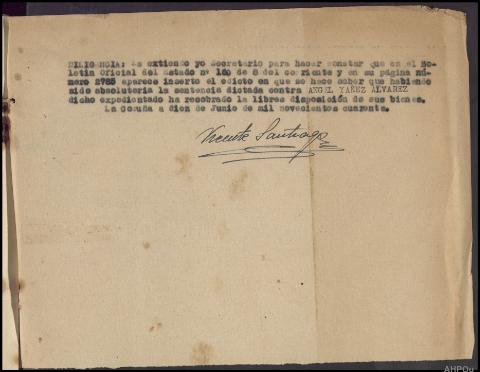 DILIGENCIA: La extiendo yo Secretario para hacer constar que en el Bo-
letin Oficial del Estado nº 160 de 8 del corriente y en su página nú-
mero 2785 aparece inserto el edicto en que se hace saber que habiendo
sido absolutoria la sentencia dictada contra ANGEL YAÑEZ ALVAREZ
dicho expedientado ha recobrado la libre disposición de sus bienes.
La Coruña a diez de Junio de mil novecientos cuarenta.
Vicente Santiago
AHPOu